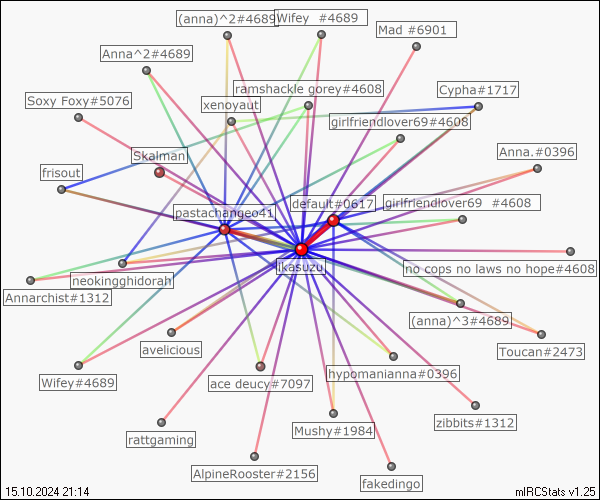 (anna)^2#4689
Wifey #4689
Mad #6901
Anna^2#4689
ramshackle gorey#4608
Cypha#1717
Soxy Foxy#5076
xenoyaut
girlfriendlover69#4608
Skalman
Anna.#0396
frisout
default#0617
girlfriendlover69 #4608
pastachangeo41
Ikasuzu
no cops no laws no hope#4608
neokingghidorah
Annarchist#1312
(anna)^3#4689
avelicious
Toucan#2473
Wifey#4689
ace deucy#7097
hypomanianna#0396
rattgaming
Mushy#1984
zibbits#1312
AlpineRooster#2156
fakedingo
15.10.2024 21:14
mIRCStats v1.25